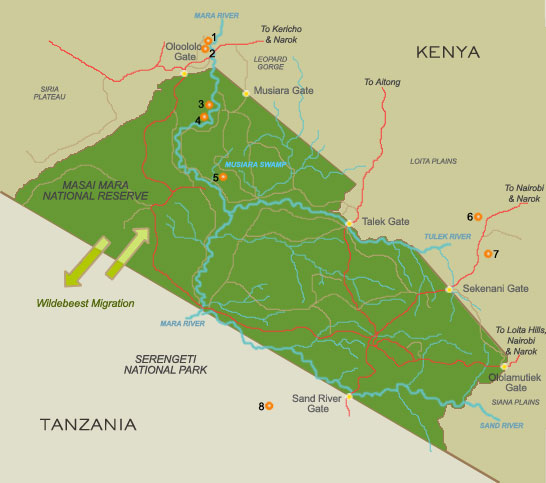 MARA RIVER
To Kericho
& Narok
1
2
Oloololo
Gate
KENYA
LEOPARD
GORGE
SIRIA
PLATEAU
To Aitong
Musiara Gate
3
4
LOITA PLAINS
MUSIARA SWAMP
5
MASAI MARA
NATIONAL RESERVE
To Nairobi
& Narok
6
Talek Gate
TULEK RIVER
7
Sekenani Gate
Wildebeest Migration
MARA RIVER
To Loita Hills,
Nairobi
& Narok
SERENGETI
NATIONAL PARK
Ololamutiek
Gate
SIANA PLAINS
Sand River
Gate
8
SAND RIVER
TANZANIA